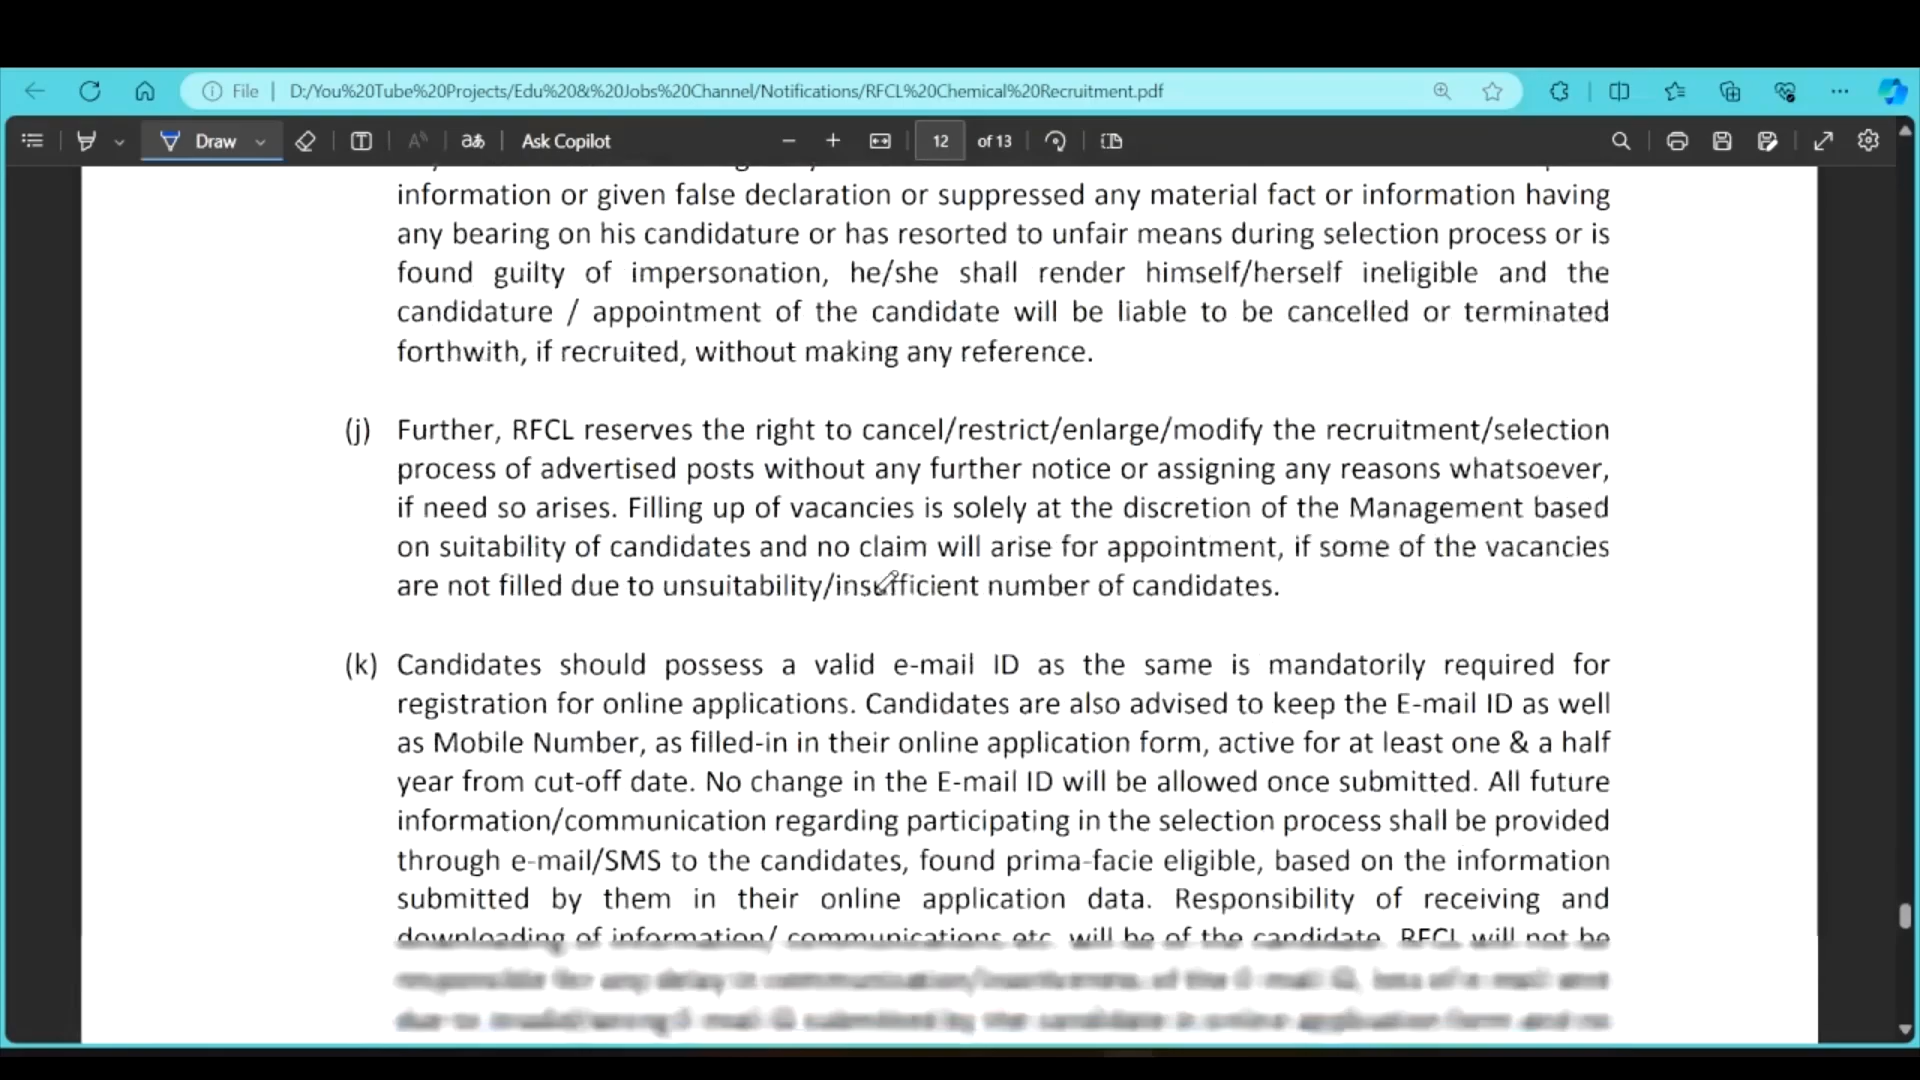 File D:/You%20Tube%20Projects/Edu%20&%20Jobs%20Channel/Notifications/RFCL%20Chemical%20Recruitment.pdf
Draw aあ Ask Copilot 12 of 13
information or given false declaration or suppressed any material fact or information having
any bearing on his candidature or has resorted to unfair means during selection process or is
found guilty of impersonation, he/she shall render himself/herself ineligible and the
candidature / appointment of the candidate will be liable to be cancelled or terminated
forthwith, if recruited, without making any reference.
(j) Further, RFCL reserves the right to cancel/restrict/enlarge/modify the recruitment/selection
process of advertised posts without any further notice or assigning any reasons whatsoever,
if need so arises. Filling up of vacancies is solely at the discretion of the Management based
on suitability of candidates and no claim will arise for appointment, if some of the vacancies
are not filled due to unsuitability/insufficient number of candidates.
(k) Candidates should possess a valid e-mail ID as the same is mandatorily required for
registration for online applications. Candidates are also advised to keep the E-mail ID as well
as Mobile Number, as filled-in in their online application form, active for at least one & a half
year from cut-off date. No change in the E-mail ID will be allowed once submitted. All future
information/communication regarding participating in the selection process shall be provided
through e-mail/SMS to the candidates, found prima-facie eligible, based on the information
submitted by them in their online application data. Responsibility of receiving and
downloading of information/ communications etc. will be of the candidate. RFCL will not be